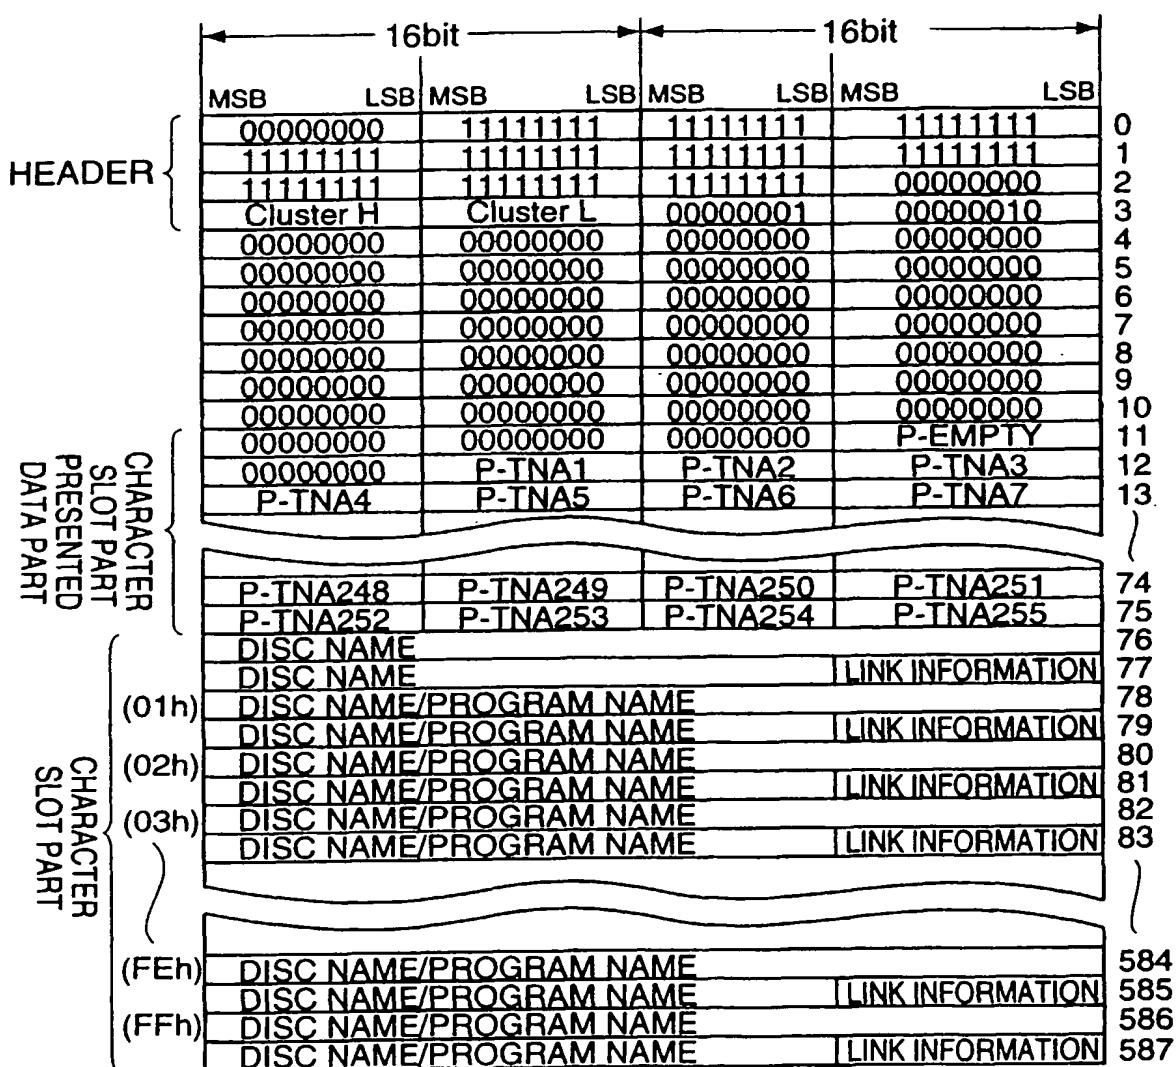 16bit 16bit
MSB LSB MSB LSB MSB LSB MSB LSB
00000000 11111111 11111111 11111111 0
11111111 11111111 11111111 11111111 1
HEADER
11111111 11111111 11111111 00000000 2
Cluster H Cluster L 00000001 00000010 3
00000000 00000000 00000000 00000000 4
00000000 00000000 00000000 00000000 5
00000000 00000000 00000000 00000000 6
00000000 00000000 00000000 00000000 7
00000000 00000000 00000000 00000000 8
00000000 00000000 00000000 00000000 9
00000000 00000000 00000000 00000000 10
00000000 00000000 00000000 P-EMPTY 11
00000000 P-TNA1 P-TNA2 P-TNA3 12
P-TNA4 P-TNA5 P-TNA6 P-TNA7 13
CHARACTER
SLOT PART
PRESENTED
DATA PART
P-TNA248 P-TNA249 P-TNA250 P-TNA251 74
P-TNA252 P-TNA253 P-TNA254 P-TNA255 75
DISC NAME 76
DISC NAME LINK INFORMATION 77
(01h) DISC NAME/PROGRAM NAME 78
DISC NAME/PROGRAM NAME LINK INFORMATION 79
(02h) DISC NAME/PROGRAM NAME 80
DISC NAME/PROGRAM NAME LINK INFORMATION 81
(03h) DISC NAME/PROGRAM NAME 82
DISC NAME/PROGRAM NAME LINK INFORMATION 83
CHARACTER
SLOT PART
(FEh) DISC NAME/PROGRAM NAME 584
DISC NAME/PROGRAM NAME LINK INFORMATION 585
(FFh) DISC NAME/PROGRAM NAME 586
DISC NAME/PROGRAM NAME LINK INFORMATION 587